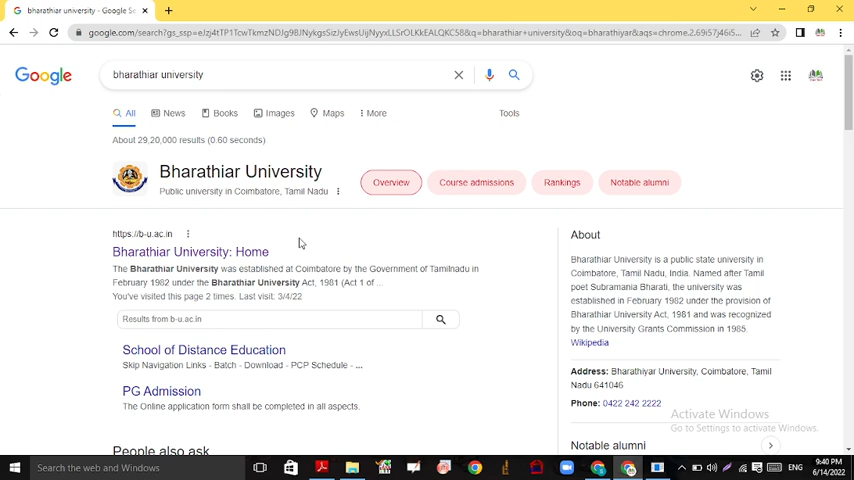 bharathiar university - Google Se
google.com/search?gs_ssp=
bharathiar university
Google
All News Books Images Maps More Tools
About 29,20,000 results (0.60 seconds)
Bharathiar University
Public university in Coimbatore, Tamil Nadu
Overview Course admissions Rankings Notable alumni
https://b-u.ac.in
Bharathiar University: Home
The Bharathiar University was established at Coimbatore by the Government of Tamilnadu in
February 1982 under the Bharathiar University Act, 1981 (Act 1 of ...
You've visited this page 2 times. Last visit: 3/4/22
Results from b-u.ac.in
School of Distance Education
Skip Navigation Links - Batch - Download - PCP Schedule - ...
PG Admission
The Online application form shall be completed in all aspects.
People also ask
About
Bharathiar University is a public state university in
Coimbatore, Tamil Nadu, India. Named after Tamil
poet Subramania Bharati, the university was
established in February 1982 under the provision of
Bharathiar University Act, 1981 and was recognized
by the University Grants Commission in 1985.
Wikipedia
Address: Bharathiyar University, Coimbatore, Tamil
Nadu 641046
Phone: 0422 242 2222
Notable alumni
Activate Windows
Go to Settings to activate Windows.
Search the web and Windows
ENG
9:40 PM
6/14/2022